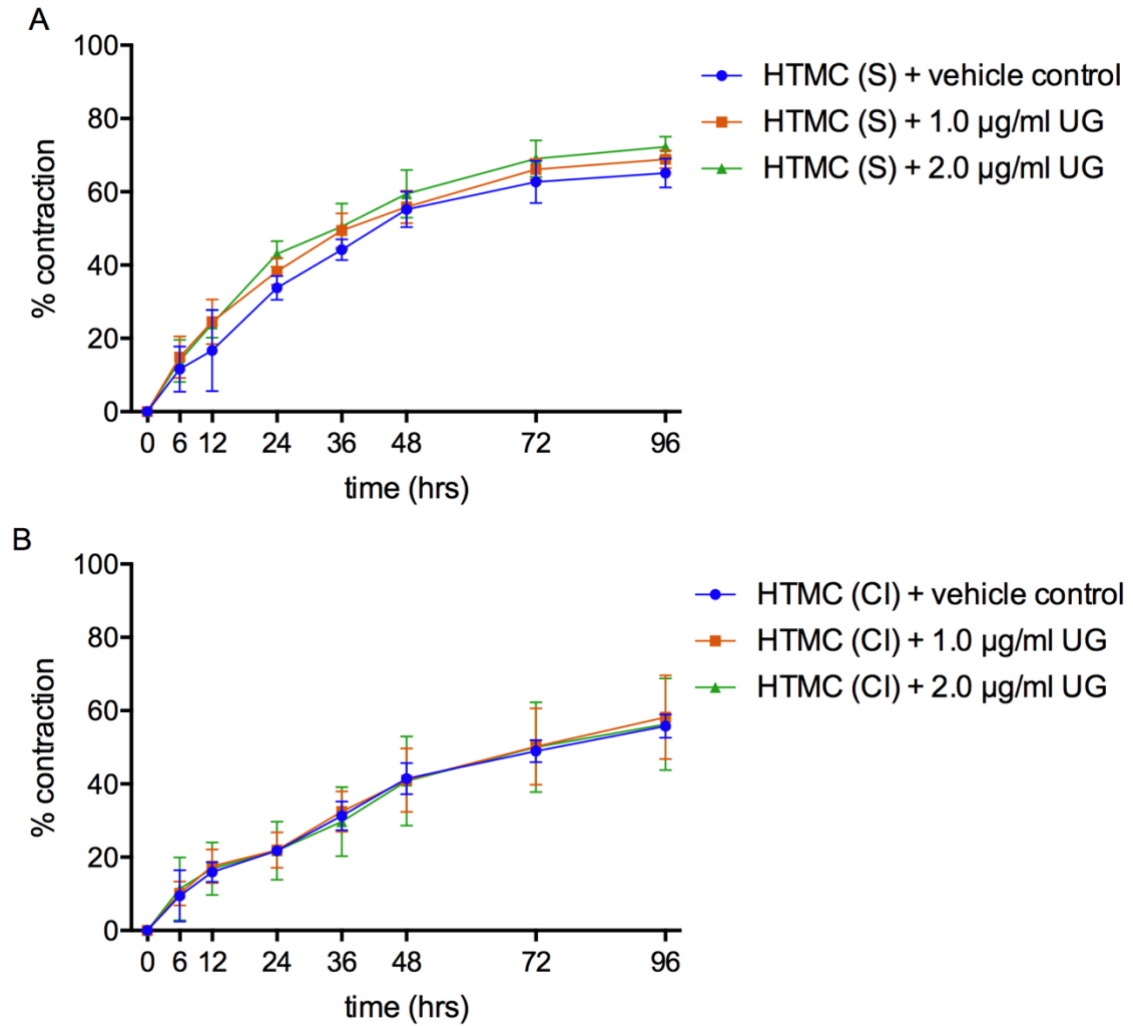 A
100
80
60
40
20
0
% contraction
0 6 12 24 36 48 72 96
time (hrs)
HTMC (S) + vehicle control
HTMC (S) + 1.0 µg/ml UG
HTMC (S) + 2.0 µg/ml UG
B
100
80
60
40
20
0
% contraction
0 6 12 24 36 48 72 96
time (hrs)
HTMC (CI) + vehicle control
HTMC (CI) + 1.0 µg/ml UG
HTMC (CI) + 2.0 µg/ml UG